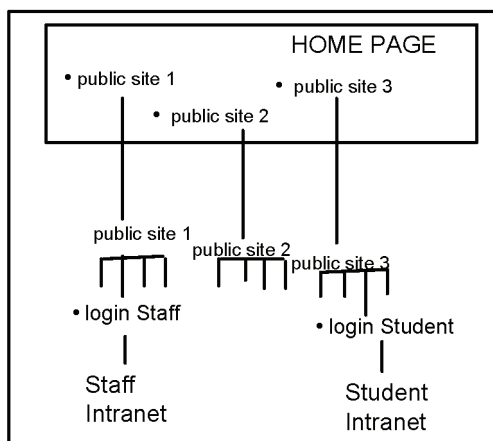 HOME PAGE
• public site 1
• public site 3
• public site 2
public site 1
public site 2
public site 3
• login Staff
• login Student
Staff
Intranet
Student
Intranet